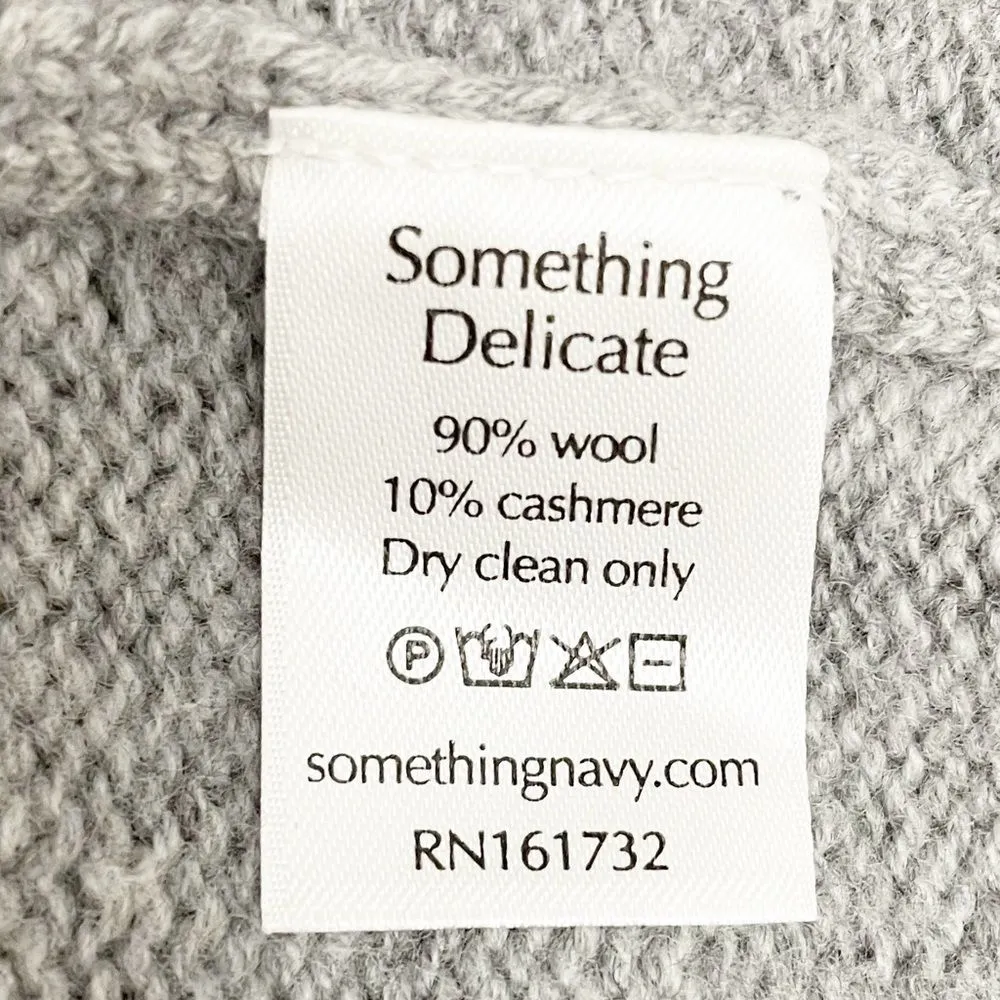 Something
Delicate
90% wool
10% cashmere
Dry clean only
P
somethingnavy.com
RN161732